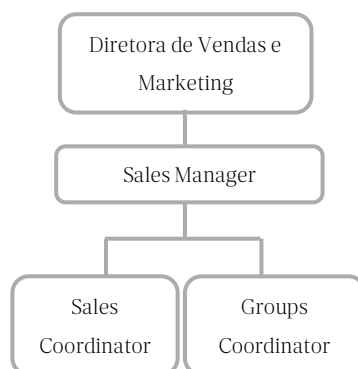 Diretora de Vendas e
Marketing
Sales Manager
Sales
Coordinator
Groups
Coordinator